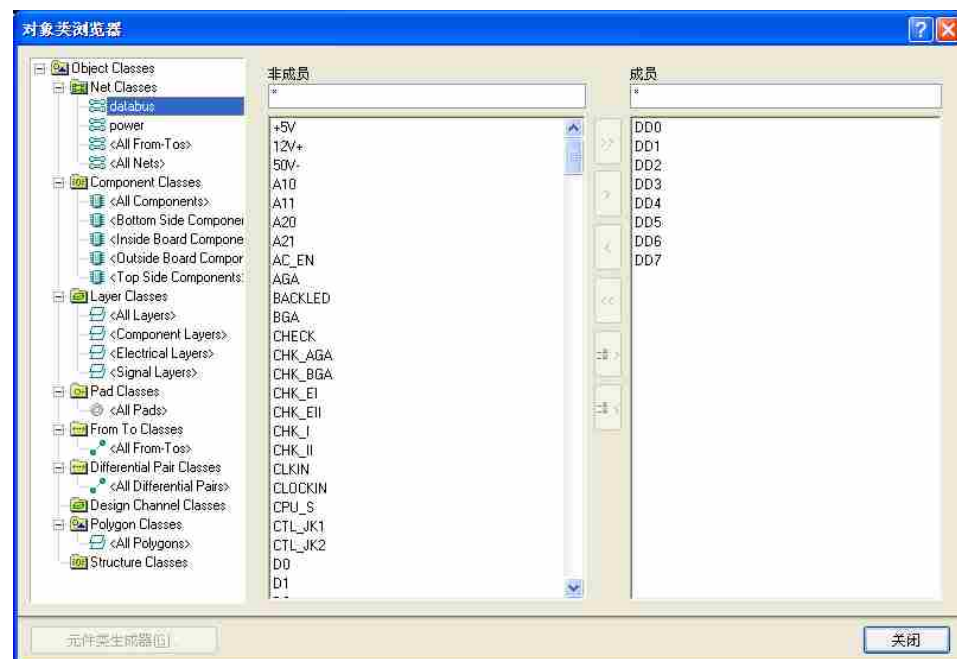 对象类浏览器
Object Classes
Net Classes
databus
power
<All From-Tos>
<All Nets>
Component Classes
<All Components>
<Bottom Side Componei
<Inside Board Compone
<Outside Board Compor
<Top Side Components:
Layer Classes
<All Layers>
<Component Layers>
<Electrical Layers>
<Signal Layers>
Pad Classes
<All Pads>
From To Classes
<All From-Tos>
Differential Pair Classes
<All Differential Pairs>
Design Channel Classes
Polygon Classes
<All Polygons>
Structure Classes
非成员
*
+5V
12V+
50V-
A10
A11
A20
A21
AC_EN
AGA
BACKLED
BGA
CHECK
CHK_AGA
CHK_BGA
CHK_EI
CHK_EII
CHK_I
CHK_II
CLKIN
CLOCKIN
CPU_S
CTL_JK1
CTL_JK2
D0
D1
>>
>
<
<<
成员
*
DD0
DD1
DD2
DD3
DD4
DD5
DD6
DD7
元件类生成器(G)
关闭